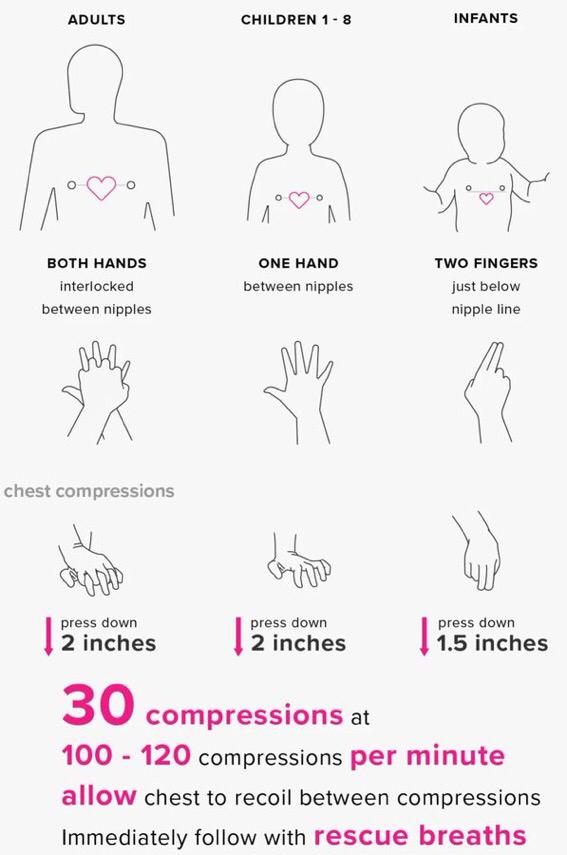 ADULTS
CHILDREN 1 - 8
INFANTS
BOTH HANDS
interlocked
between nipples
ONE HAND
between nipples
TWO FINGERS
just below
nipple line
chest compressions
press down
2 inches
press down
2 inches
press down
1.5 inches
30 compressions at
100 - 120 compressions per minute
allow chest to recoil between compressions
Immediately follow with rescue breaths